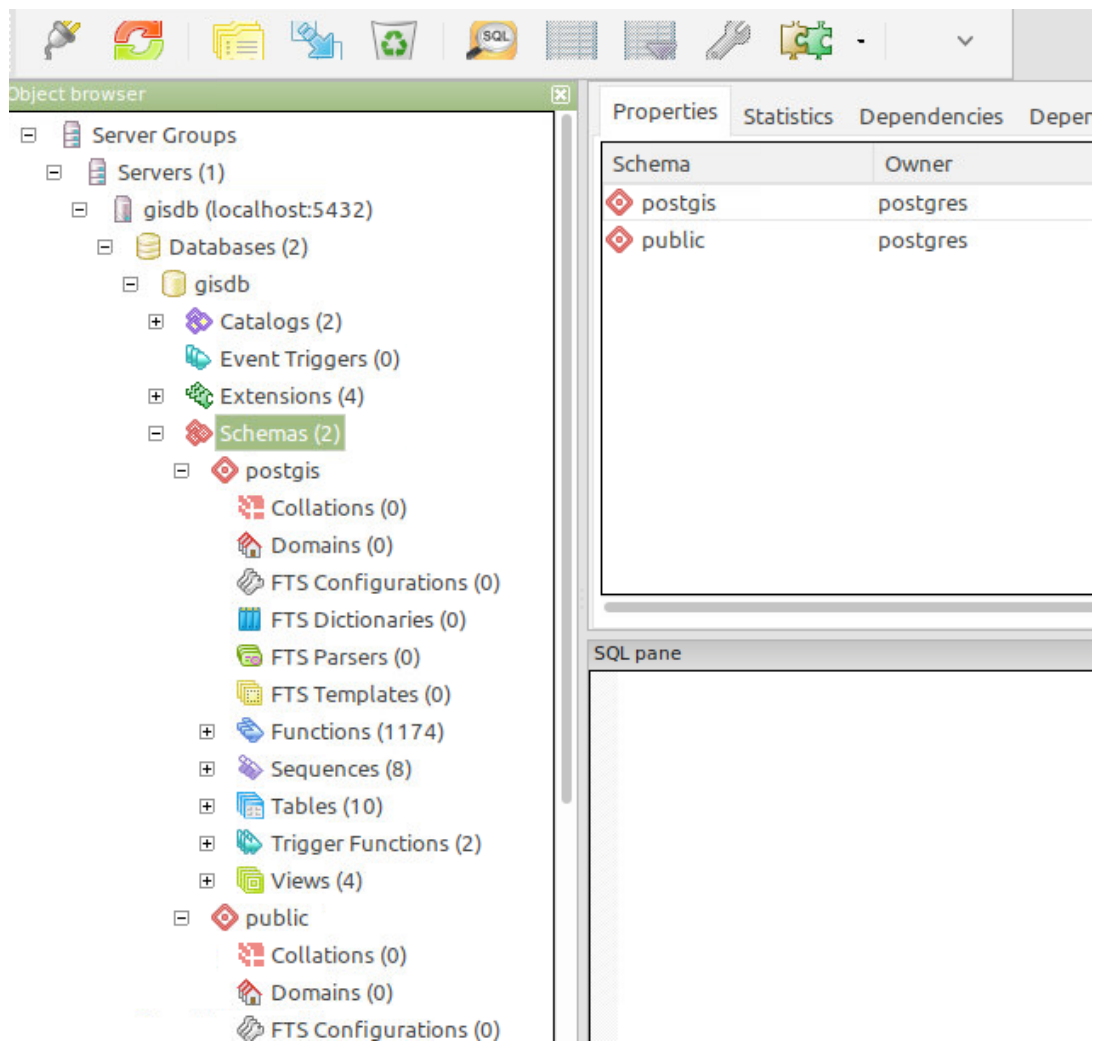 SQL
Object browser
Server Groups
Servers (1)
gisdb (localhost:5432)
Databases (2)
gisdb
Catalogs (2)
Event Triggers (0)
Extensions (4)
Schemas (2)
postgis
Collations (0)
Domains (0)
FTS Configurations (0)
FTS Dictionaries (0)
FTS Parsers (0)
FTS Templates (0)
Functions (1174)
Sequences (8)
Tables (10)
Trigger Functions (2)
Views (4)
public
Collations (0)
Domains (0)
FTS Configurations (0)
Properties Statistics Dependencies Depen
Schema Owner
postgis postgres
public postgres
SQL pane